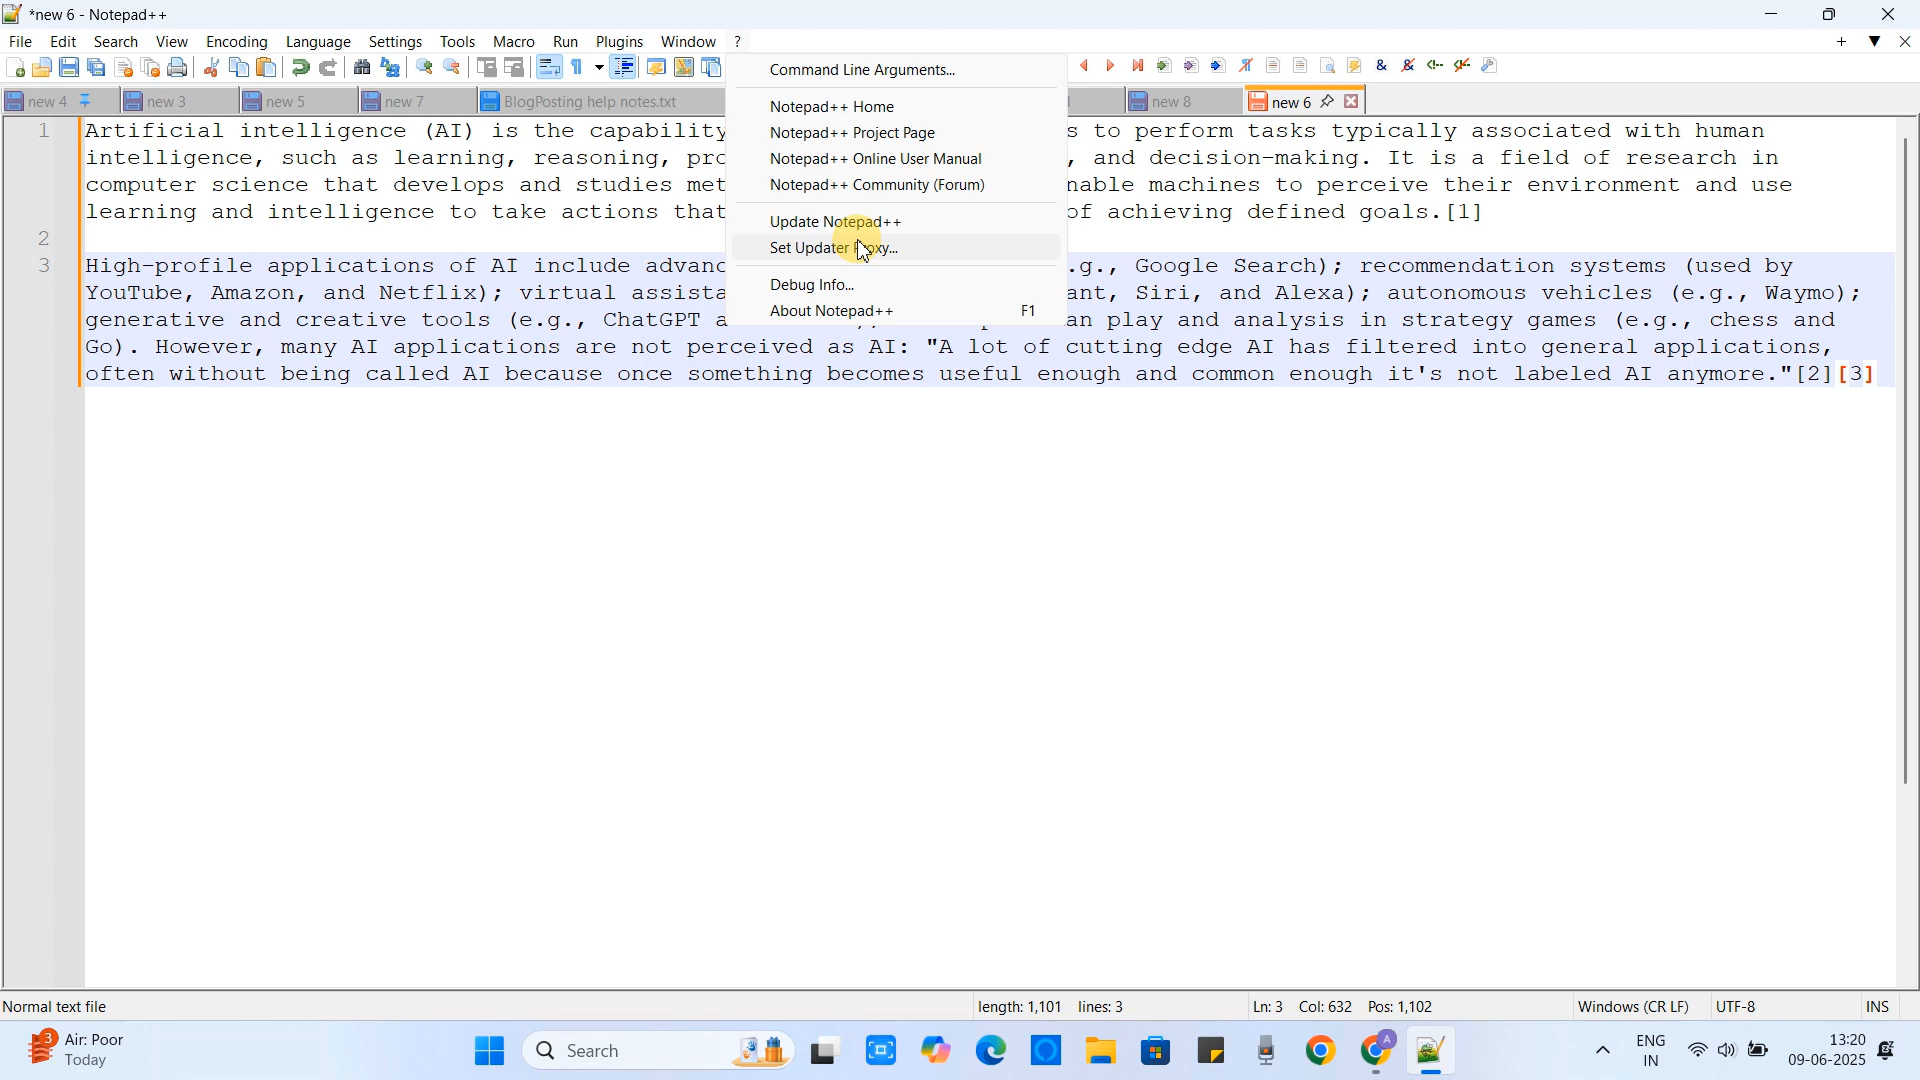 *new 6 - Notepad++
File Edit Search View Encoding Language Settings Tools Macro Run Plugins Window ?
new 4 new 3 new 5 new 7 BlogPosting help notes.txt new 8 new 6
Command Line Arguments...
Notepad++ Home
Notepad++ Project Page
Notepad++ Online User Manual
Notepad++ Community (Forum)
Update Notepad++
Set Updater
Debug Info...
About Notepad++ F1
1 Artificial intelligence (AI) is the capability s to perform tasks typically associated with human
intelligence, such as learning, reasoning, pro , and decision-making. It is a field of research in
computer science that develops and studies met nable machines to perceive their environment and use
learning and intelligence to take actions that of achieving defined goals.[1]
2
3 High-profile applications of AI include advanc .g., Google Search); recommendation systems (used by
YouTube, Amazon, and Netflix); virtual assista ant, Siri, and Alexa); autonomous vehicles (e.g., Waymo);
generative and creative tools (e.g., ChatGPT a an play and analysis in strategy games (e.g., chess and
Go). However, many AI applications are not perceived as AI: "A lot of cutting edge AI has filtered into general applications,
often without being called AI because once something becomes useful enough and common enough it's not labeled AI anymore."[2][3]
Normal text file length: 1,101 lines: 3 Ln: 3 Col: 632 Pos: 1,102 Windows (CR LF) UTF-8 INS
3 Air: Poor
Today
Search
A
ENG
IN
13:20
09-06-2025